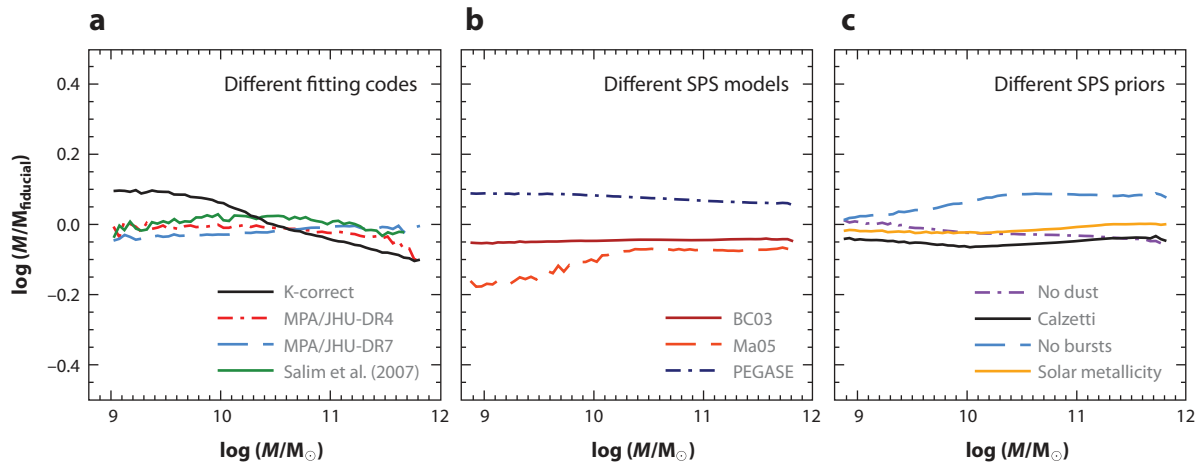 a
Different fitting codes
0.4
0.2
0.0
−0.2
−0.4
log (M/M_fiducial)
K-correct
MPA/JHU-DR4
MPA/JHU-DR7
Salim et al. (2007)
9 10 11 12
log (M/M☉)
b
Different SPS models
BC03
Ma05
PEGASE
9 10 11 12
log (M/M☉)
c
Different SPS priors
No dust
Calzetti
No bursts
Solar metallicity
9 10 11 12
log (M/M☉)